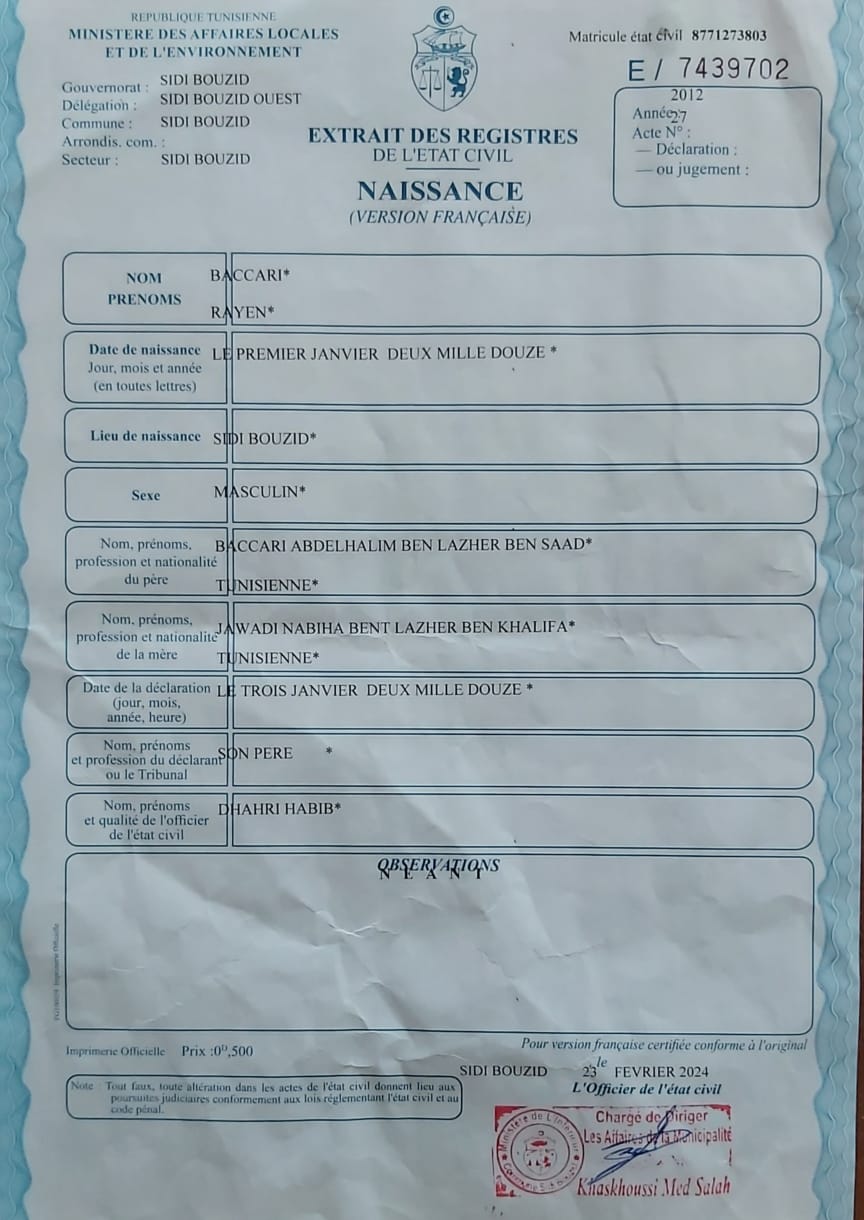 REPUBLIQUE TUNISIENNE
MINISTERE DES AFFAIRES LOCALES
ET DE L'ENVIRONNEMENT
Gouvernorat : SIDI BOUZID
Délégation : SIDI BOUZID OUEST
Commune : SIDI BOUZID
Arrondis. com. :
Secteur : SIDI BOUZID
Matricule état civil 8771273803
E / 7439702
2012
Année
27
Acte N° :
— Déclaration :
— ou jugement :
EXTRAIT DES REGISTRES
DE L'ETAT CIVIL
NAISSANCE
(VERSION FRANÇAISE)
NOM BACCARI*
PRENOMS RAYEN*
Date de naissance LE PREMIER JANVIER DEUX MILLE DOUZE *
Jour, mois et année
(en toutes lettres)
Lieu de naissance SIDI BOUZID*
Sexe MASCULIN*
Nom, prénoms, BACCARI ABDELHALIM BEN LAZHER BEN SAAD*
profession et nationalité
du père TUNISIENNE*
Nom, prénoms, JAWADI NABIHA BENT LAZHER BEN KHALIFA*
profession et nationalité
de la mère TUNISIENNE*
Date de la déclaration LE TROIS JANVIER DEUX MILLE DOUZE *
(jour, mois,
année, heure)
Nom, prénoms
et profession du déclarant SON PERE *
ou le Tribunal
Nom, prénoms DHAHRI HABIB*
et qualité de l'officier
de l'état civil
OBSERVATIONS
N E A N T
Imprimerie Officielle Prix :0ᴰ,500
Pour version française certifiée conforme à l'original
SIDI BOUZID le 23 FEVRIER 2024
L'Officier de l'état civil
Note : Tout faux, toute altération dans les actes de l'état civil donnent lieu aux
poursuites judiciaires conformement aux lois réglementant l'état civil et au
code pénal.
Chargé de Diriger
Les Affaires de la Municipalité
Khaskhoussi Med Salah
Ministère de L'Intérieur